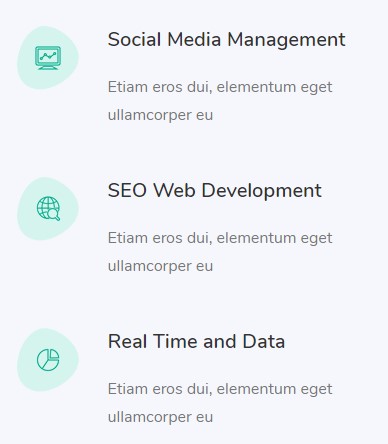 Social Media Management
Etiam eros dui, elementum eget
ullamcorper eu
SEO Web Development
Etiam eros dui, elementum eget
ullamcorper eu
Real Time and Data
Etiam eros dui, elementum eget
ullamcorper eu